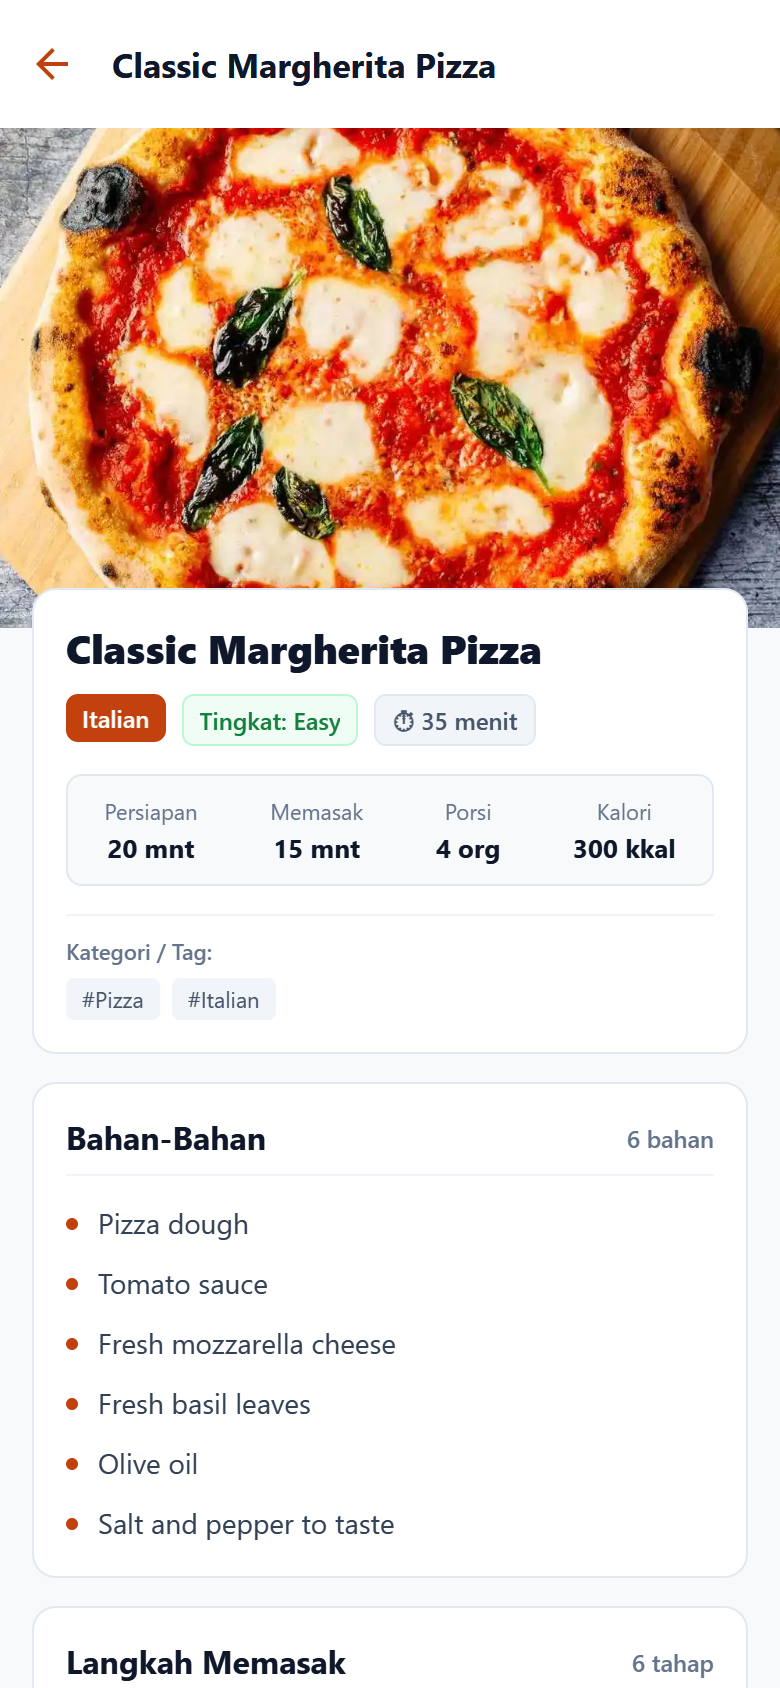 Classic Margherita Pizza
Classic Margherita Pizza
Italian
Tingkat: Easy
⏱ 35 menit
Persiapan
20 mnt
Memasak
15 mnt
Porsi
4 org
Kalori
300 kkal
Kategori / Tag:
#Pizza
#Italian
Bahan-Bahan
6 bahan
Pizza dough
Tomato sauce
Fresh mozzarella cheese
Fresh basil leaves
Olive oil
Salt and pepper to taste
Langkah Memasak
6 tahap